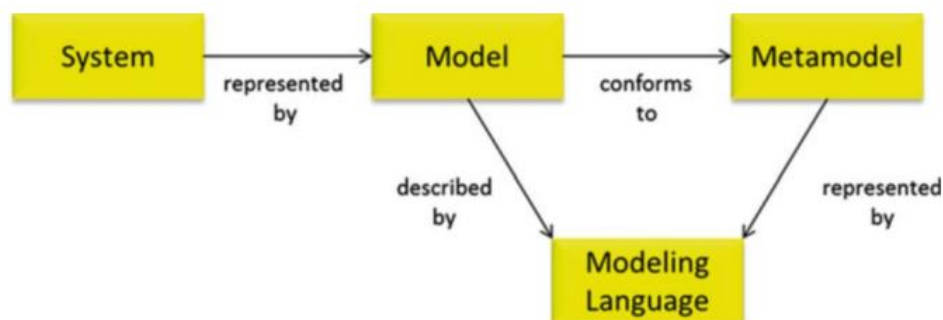 System
Model
Metamodel
represented
by
conforms
to
described
by
represented
by
Modeling
Language